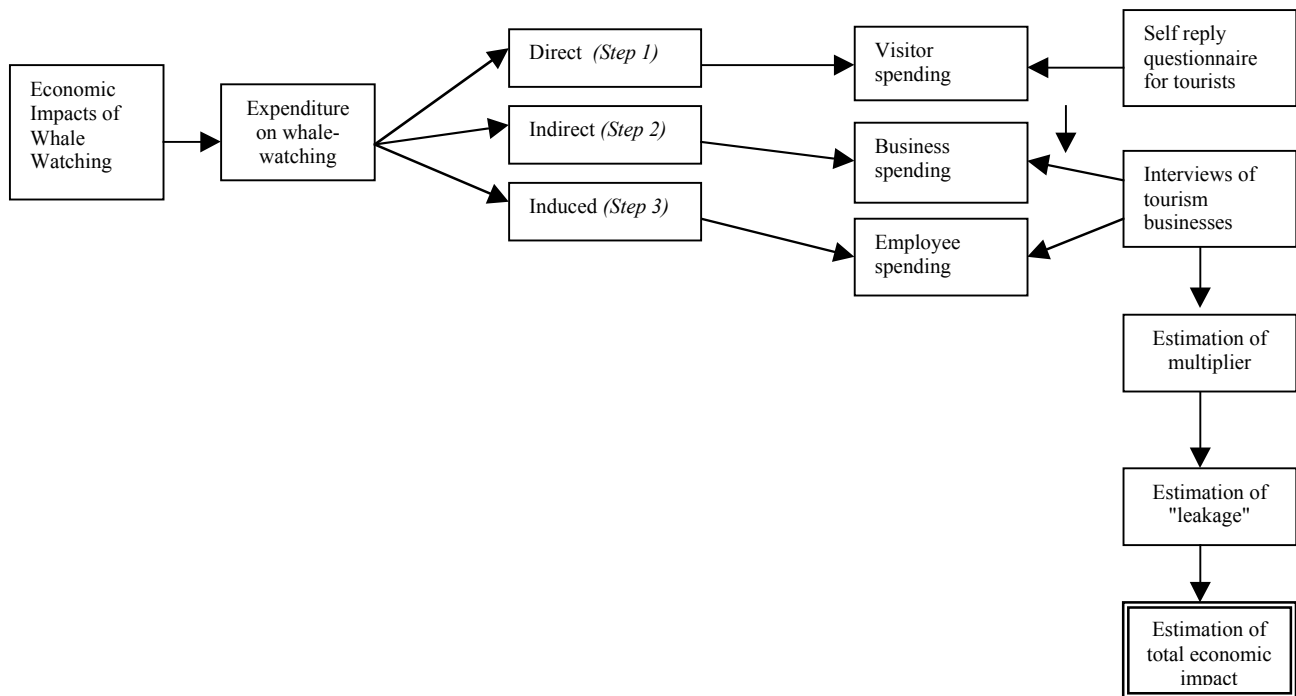 Economic
Impacts of
Whale
Watching
Expenditure
on whale-
watching
Direct (Step 1)
Indirect (Step 2)
Induced (Step 3)
Visitor
spending
Business
spending
Employee
spending
Self reply
questionnaire
for tourists
Interviews of
tourism
businesses
Estimation of
multiplier
Estimation of
"leakage"
Estimation of
total economic
impact